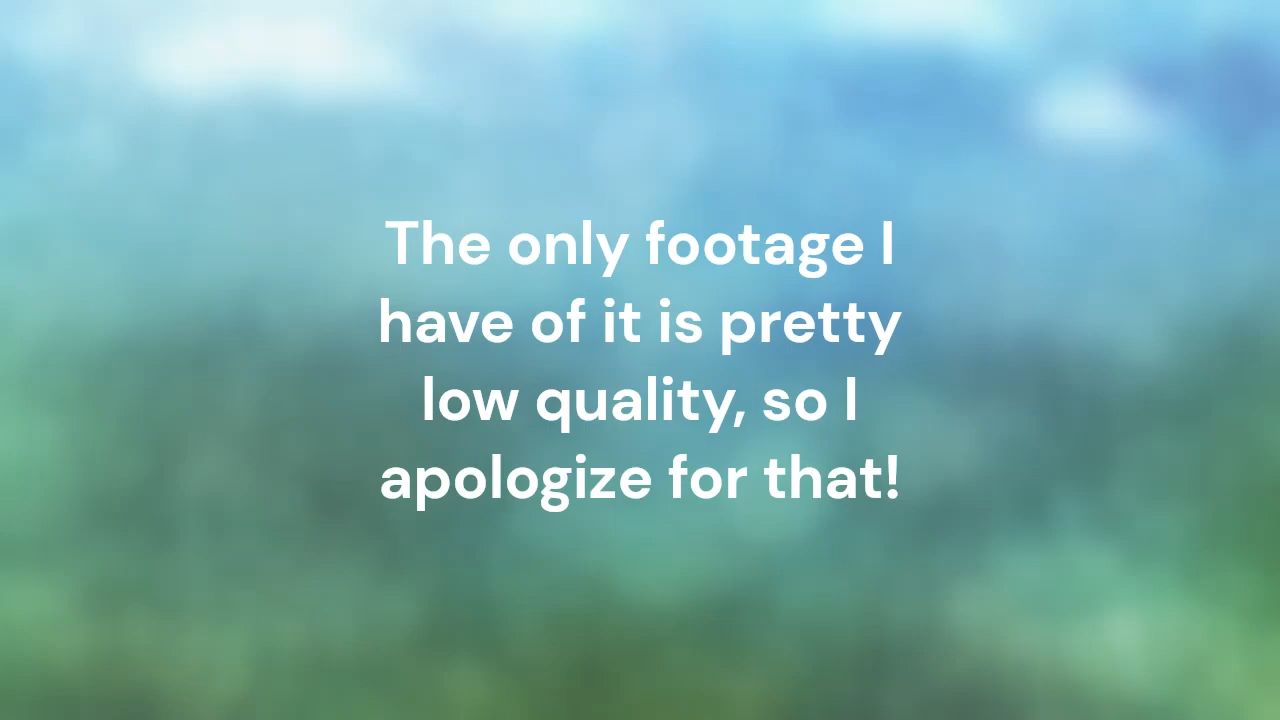 The only footage I
have of it is pretty
low quality, so I
apologize for that!